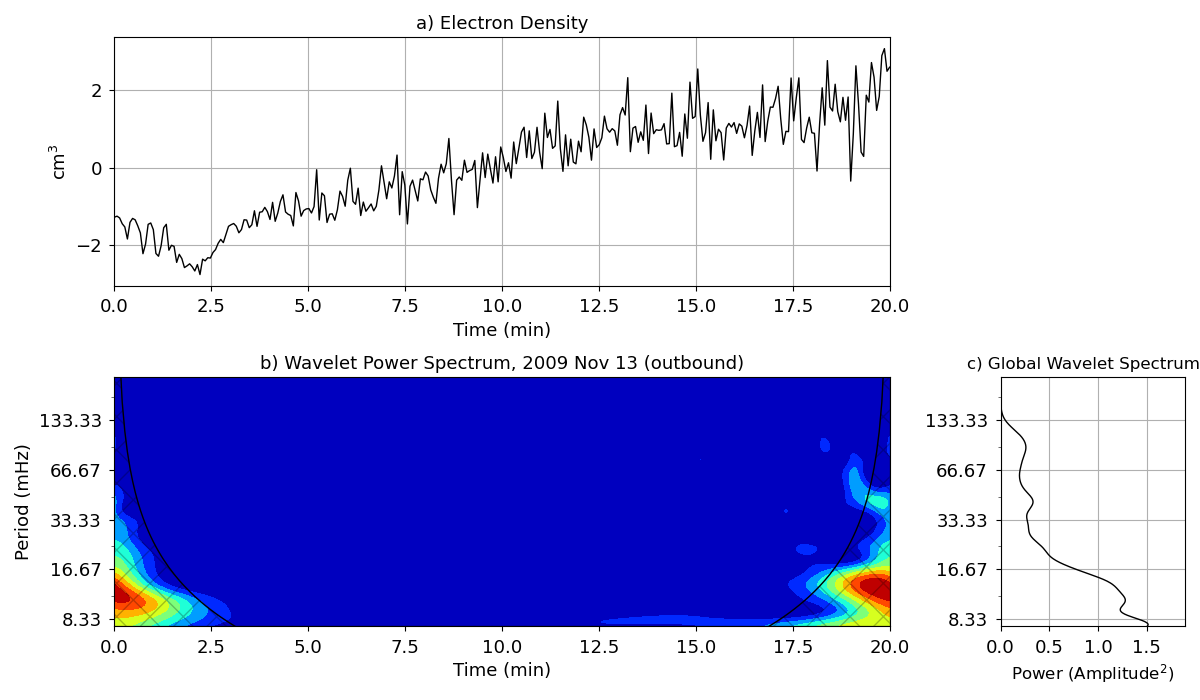 a) Electron Density
cm³
2
0
−2
0.0 2.5 5.0 7.5 10.0 12.5 15.0 17.5 20.0
Time (min)
b) Wavelet Power Spectrum, 2009 Nov 13 (outbound)
Period (mHz)
133.33
66.67
33.33
16.67
8.33
0.0 2.5 5.0 7.5 10.0 12.5 15.0 17.5 20.0
Time (min)
c) Global Wavelet Spectrum
133.33
66.67
33.33
16.67
8.33
0.0 0.5 1.0 1.5
Power (Amplitude²)